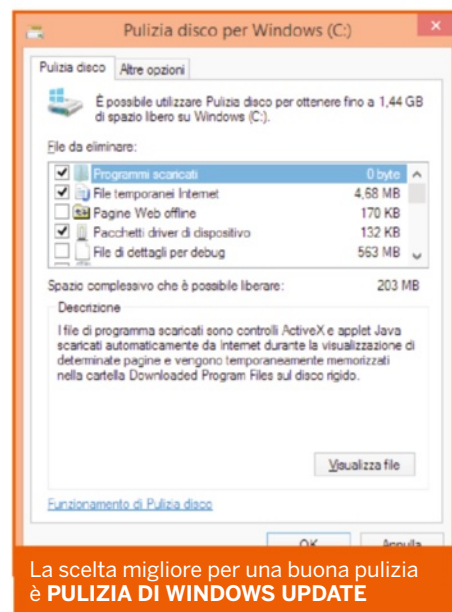 Pulizia disco per Windows (C:)
Pulizia disco
Altre opzioni
È possibile utilizzare Pulizia disco per ottenere fino a 1,44 GB
di spazio libero su Windows (C:).
File da eliminare:
Programmi scaricati 0 byte
File temporanei Internet 4,68 MB
Pagine Web offline 170 KB
Pacchetti driver di dispositivo 132 KB
File di dettagli per debug 563 MB
Spazio complessivo che è possibile liberare: 203 MB
Descrizione
I file di programma scaricati sono controlli ActiveX e applet Java
scaricati automaticamente da Internet durante la visualizzazione di
determinate pagine e vengono temporaneamente memorizzati
nella cartella Downloaded Program Files sul disco rigido.
Visualizza file
Funzionamento di Pulizia disco
OK Annulla
La scelta migliore per una buona pulizia
è PULIZIA DI WINDOWS UPDATE